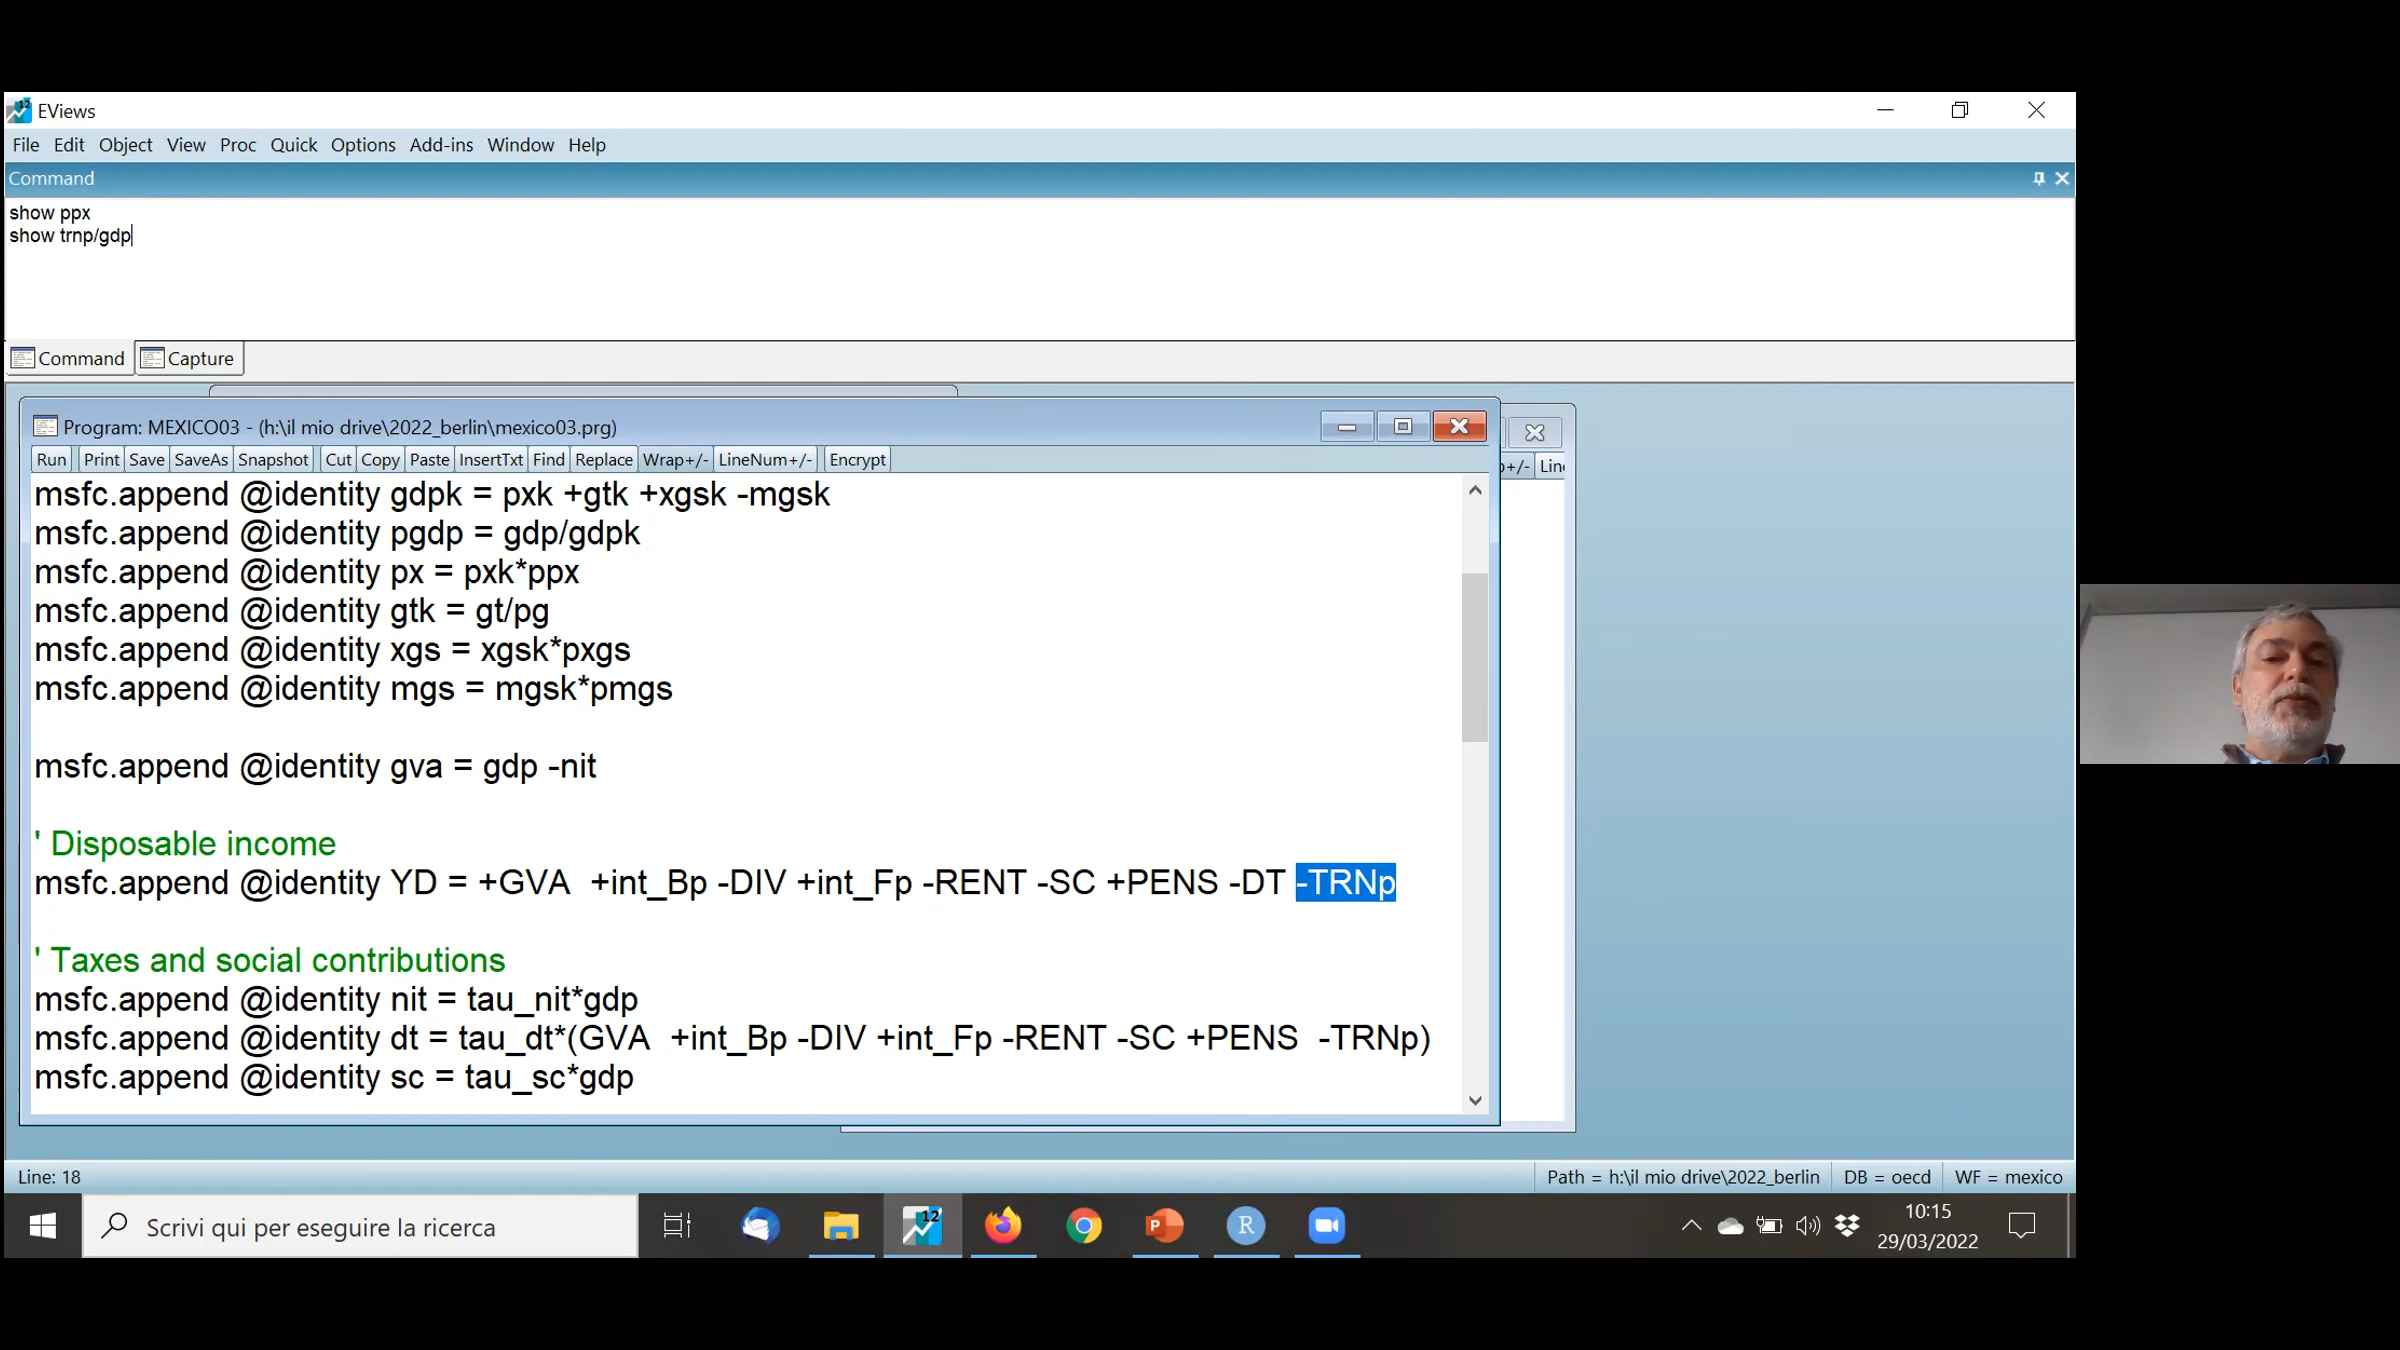 EViews
File Edit Object View Proc Quick Options Add-ins Window Help
Command
show ppx
show trnp/gdp
Command Capture
Program: MEXICO03 - (h:\il mio drive\2022_berlin\mexico03.prg)
Run Print Save SaveAs Snapshot Cut Copy Paste InsertTxt Find Replace Wrap+/- LineNum+/- Encrypt
p+/- Line
msfc.append @identity gdpk = pxk +gtk +xgsk -mgsk
msfc.append @identity pgdp = gdp/gdpk
msfc.append @identity px = pxk*ppx
msfc.append @identity gtk = gt/pg
msfc.append @identity xgs = xgsk*pxgs
msfc.append @identity mgs = mgsk*pmgs
msfc.append @identity gva = gdp -nit
' Disposable income
msfc.append @identity YD = +GVA  +int_Bp -DIV +int_Fp -RENT -SC +PENS -DT -TRNp
' Taxes and social contributions
msfc.append @identity nit = tau_nit*gdp
msfc.append @identity dt = tau_dt*(GVA  +int_Bp -DIV +int_Fp -RENT -SC +PENS  -TRNp)
msfc.append @identity sc = tau_sc*gdp
Line: 18
Path = h:\il mio drive\2022_berlin DB = oecd WF = mexico
Scrivi qui per eseguire la ricerca
12
P
R
10:15
29/03/2022